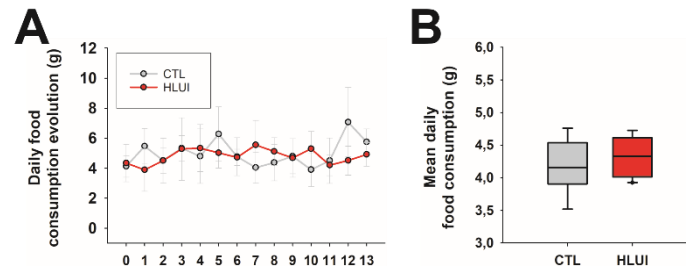 A
Daily food
consumption evolution (g)
12
10
8
6
4
2
0
CTL
HLUI
0 1 2 3 4 5 6 7 8 9 10 11 12 13
B
Mean daily
food consumption (g)
6,0
5,5
5,0
4,5
4,0
3,5
3,0
CTL HLUI